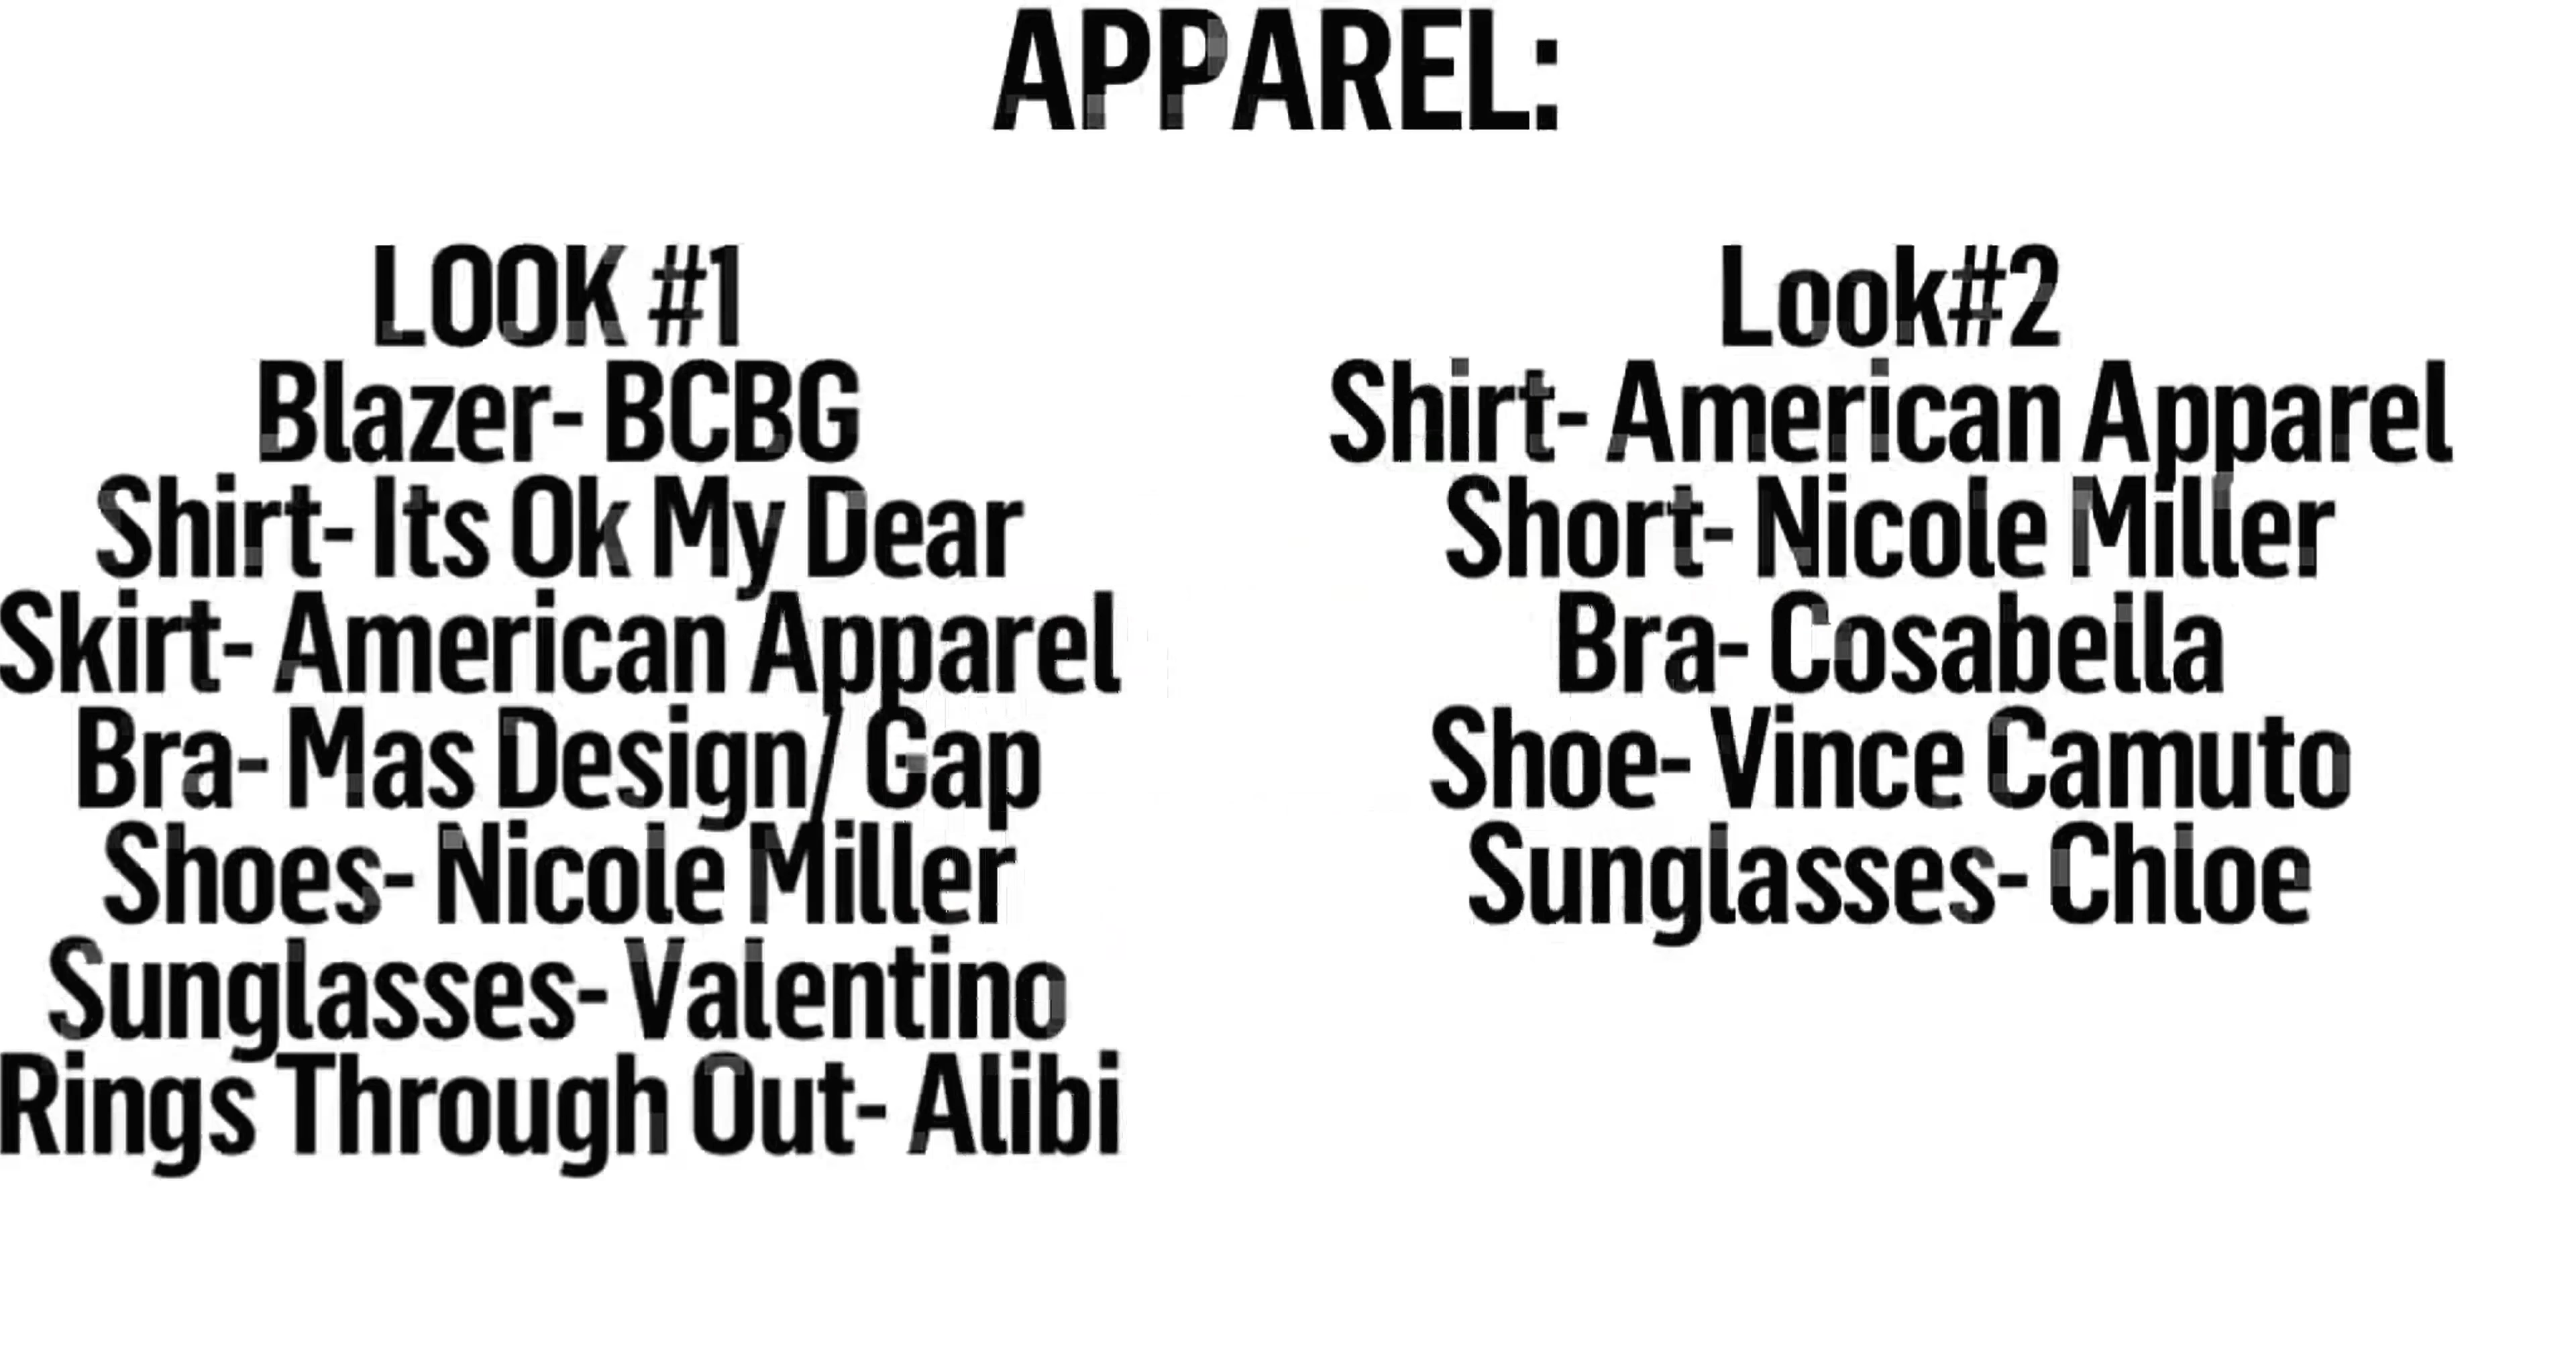 APPAREL:
LOOK #1
Blazer- BCBG
Shirt- Its Ok My Dear
Skirt- American Apparel
Bra- Mas Design/ Gap
Shoes- Nicole Miller
Sunglasses- Valentino
Rings Through Out- Alibi
Look#2
Shirt- American Apparel
Short- Nicole Miller
Bra- Cosabella
Shoe- Vince Camuto
Sunglasses- Chloe